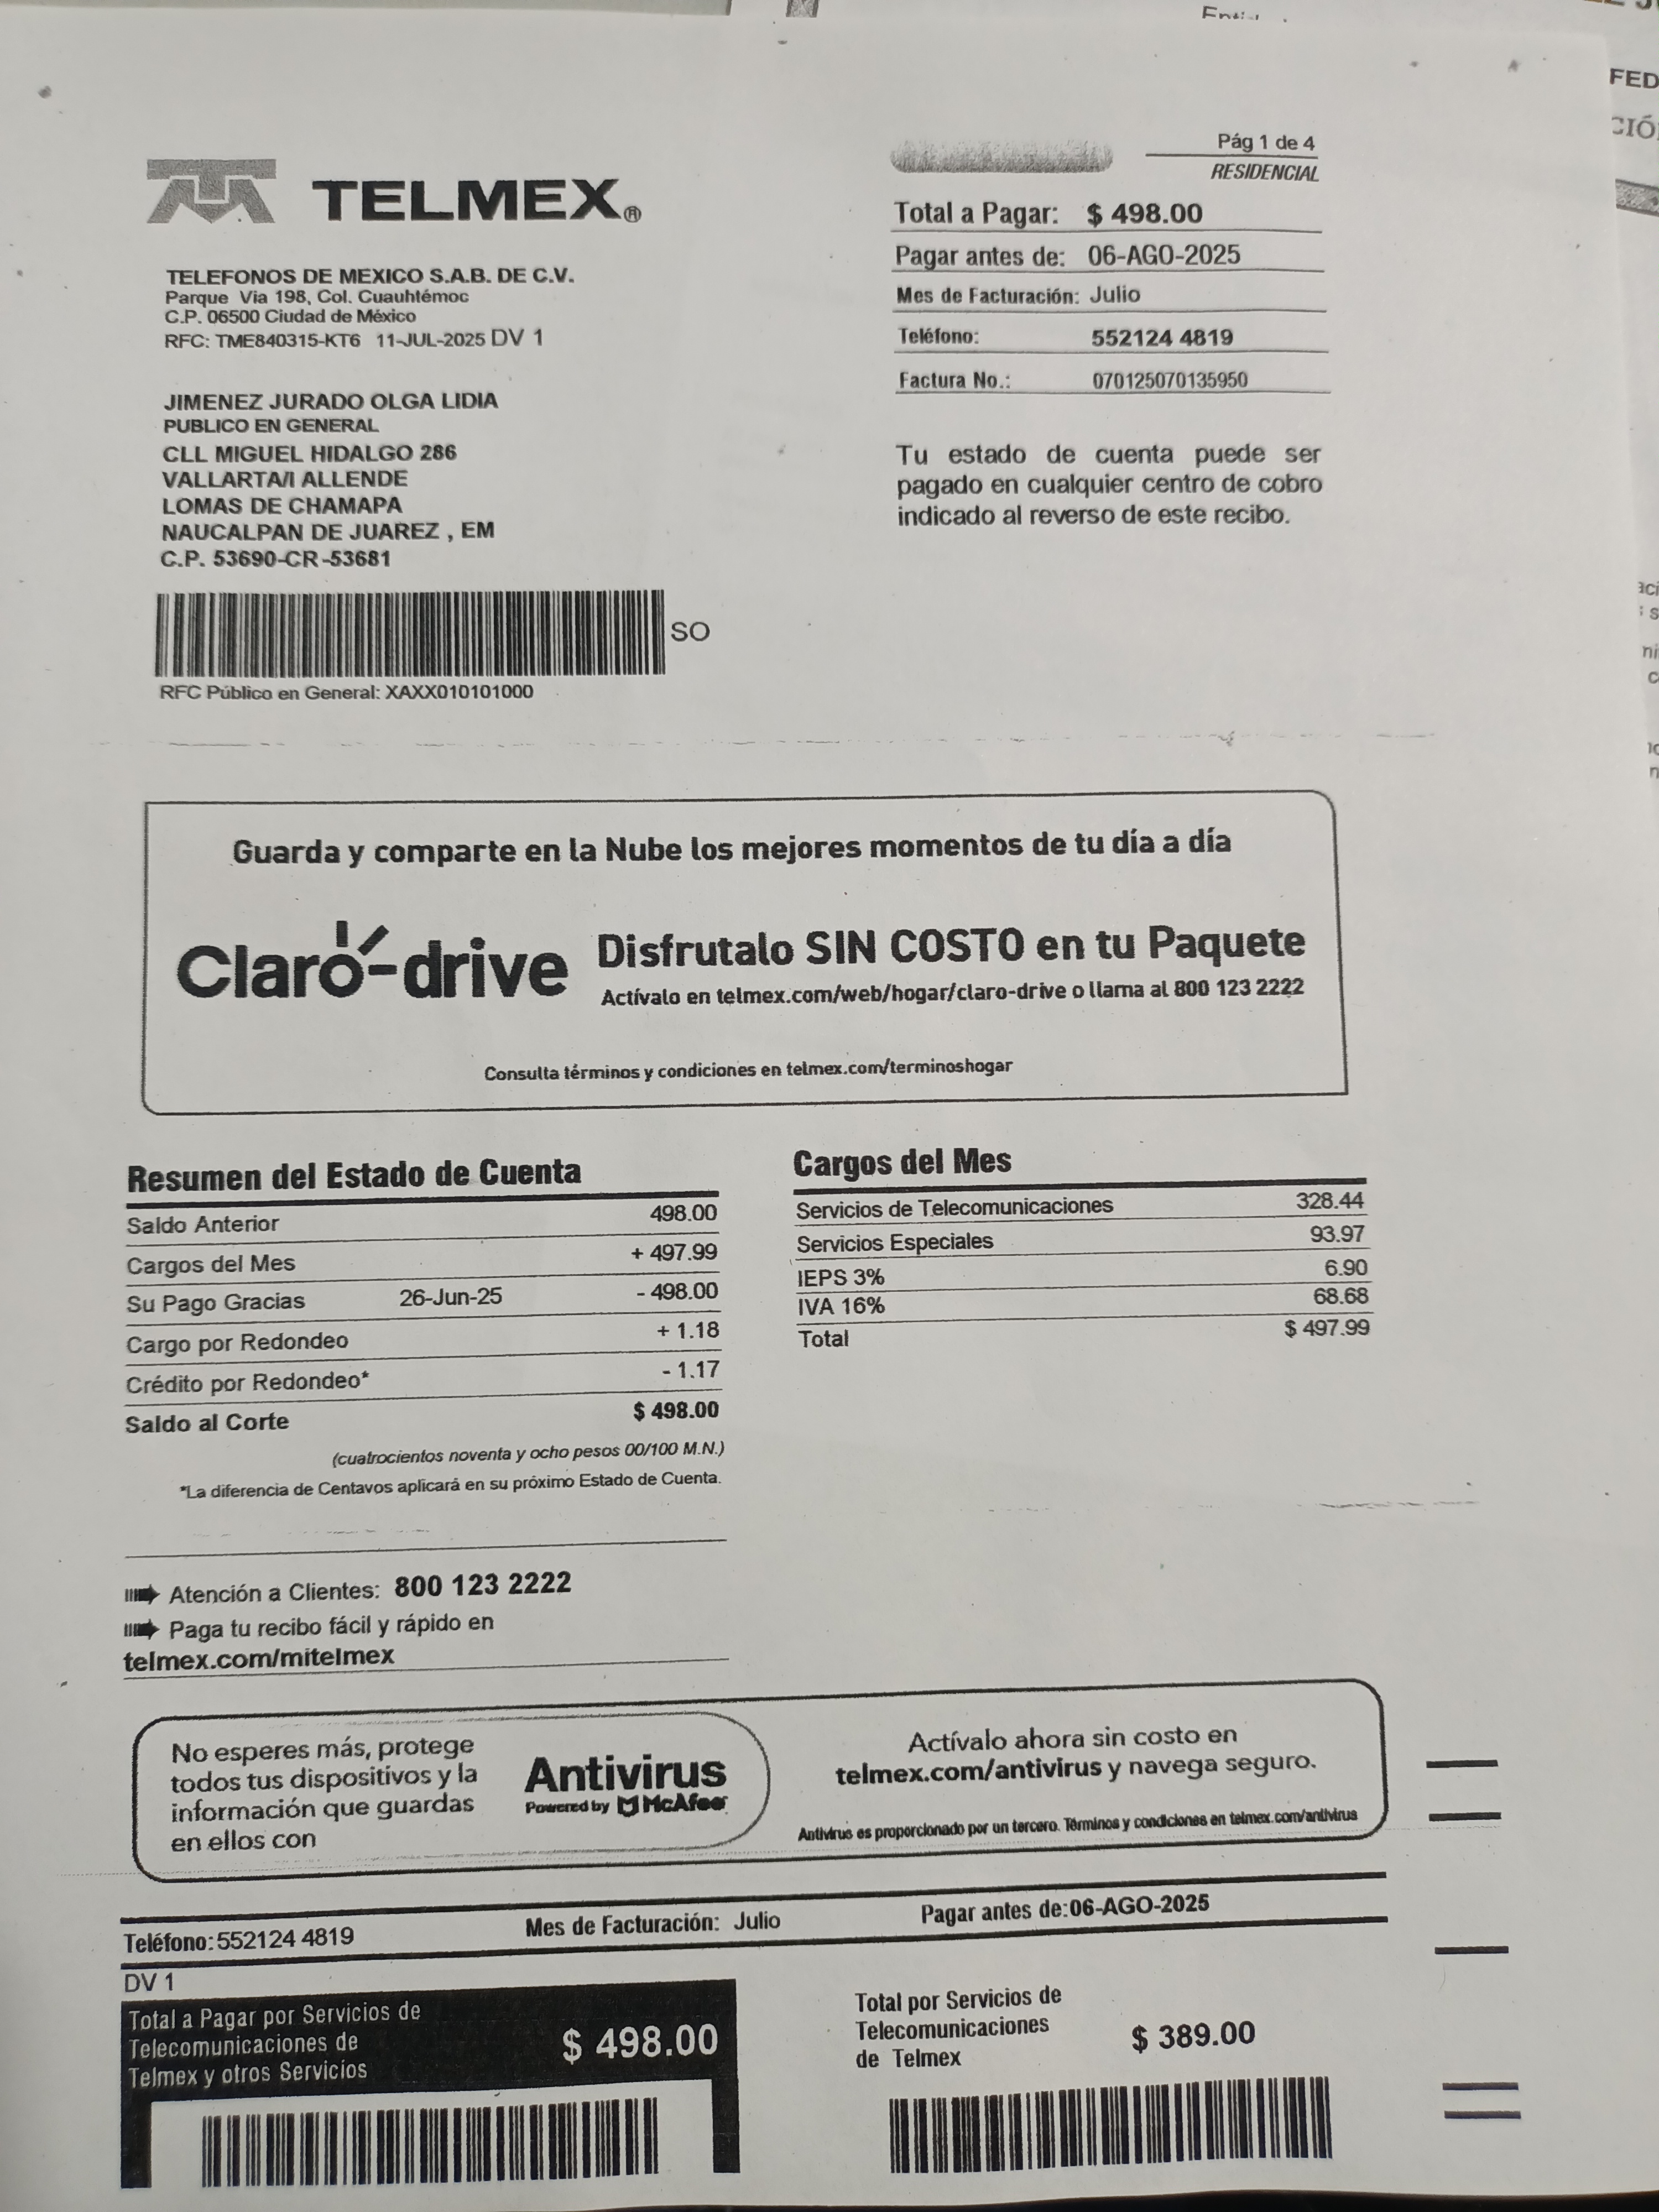 TELMEX®
TELEFONOS DE MEXICO S.A.B. DE C.V.
Parque Via 198, Col. Cuauhtémoc
C.P. 06500 Ciudad de México
RFC: TME840315-KT6 11-JUL-2025 DV 1
JIMENEZ JURADO OLGA LIDIA
PUBLICO EN GENERAL
CLL MIGUEL HIDALGO 286
VALLARTA/I ALLENDE
LOMAS DE CHAMAPA
NAUCALPAN DE JUAREZ , EM
C.P. 53690-CR-53681
SO
RFC Público en General: XAXX010101000
Pág 1 de 4
RESIDENCIAL
Total a Pagar: $ 498.00
Pagar antes de: 06-AGO-2025
Mes de Facturación: Julio
Teléfono: 552124 4819
Factura No.: 070125070135950
Tu estado de cuenta puede ser
pagado en cualquier centro de cobro
indicado al reverso de este recibo.
Guarda y comparte en la Nube los mejores momentos de tu día a día
Claro-drive
Disfrutalo SIN COSTO en tu Paquete
Actívalo en telmex.com/web/hogar/claro-drive o llama al 800 123 2222
Consulta términos y condiciones en telmex.com/terminoshogar
Resumen del Estado de Cuenta
Saldo Anterior 498.00
Cargos del Mes + 497.99
Su Pago Gracias 26-Jun-25 - 498.00
Cargo por Redondeo + 1.18
Crédito por Redondeo* - 1.17
Saldo al Corte $ 498.00
(cuatrocientos noventa y ocho pesos 00/100 M.N.)
*La diferencia de Centavos aplicará en su próximo Estado de Cuenta.
Cargos del Mes
Servicios de Telecomunicaciones 328.44
Servicios Especiales 93.97
IEPS 3% 6.90
IVA 16% 68.68
Total $ 497.99
Atención a Clientes: 800 123 2222
Paga tu recibo fácil y rápido en
telmex.com/mitelmex
No esperes más, protege
todos tus dispositivos y la
información que guardas
en ellos con
Antivirus
Powered by McAfee
Actívalo ahora sin costo en
telmex.com/antivirus y navega seguro.
Antivirus es proporcionado por un tercero. Términos y condiciones en telmex.com/antivirus
Teléfono: 552124 4819 Mes de Facturación: Julio Pagar antes de:06-AGO-2025
DV 1
Total a Pagar por Servicios de
Telecomunicaciones de
Telmex y otros Servicios
$ 498.00
Total por Servicios de
Telecomunicaciones
de Telmex
$ 389.00
FED